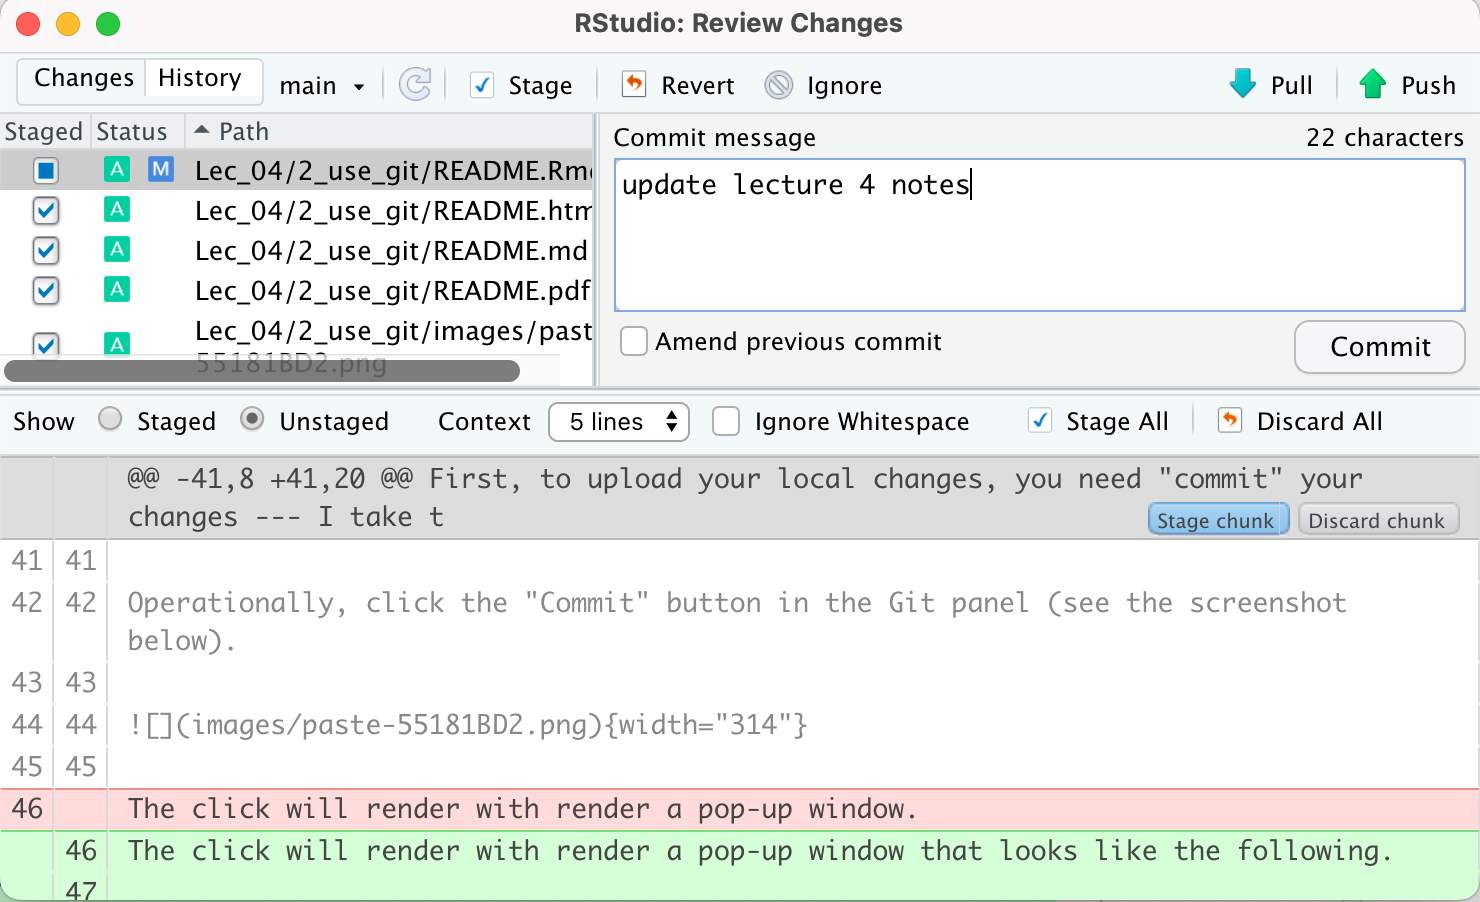 RStudio: Review Changes
Changes History main Stage Revert Ignore Pull Push
Staged Status Path
A M Lec_04/2_use_git/README.Rm
A Lec_04/2_use_git/README.htm
A Lec_04/2_use_git/README.md
A Lec_04/2_use_git/README.pdf
A Lec_04/2_use_git/images/past
55181BD2.png
Commit message 22 characters
update lecture 4 notes
Amend previous commit Commit
Show Staged Unstaged Context 5 lines Ignore Whitespace Stage All Discard All
@@ -41,8 +41,20 @@ First, to upload your local changes, you need "commit" your
changes --- I take t
Stage chunk Discard chunk
41 41
42 42 Operationally, click the "Commit" button in the Git panel (see the screenshot
below).
43 43
44 44 ![](images/paste-55181BD2.png){width="314"}
45 45
46 The click will render with render a pop-up window.
46 The click will render with render a pop-up window that looks like the following.
47